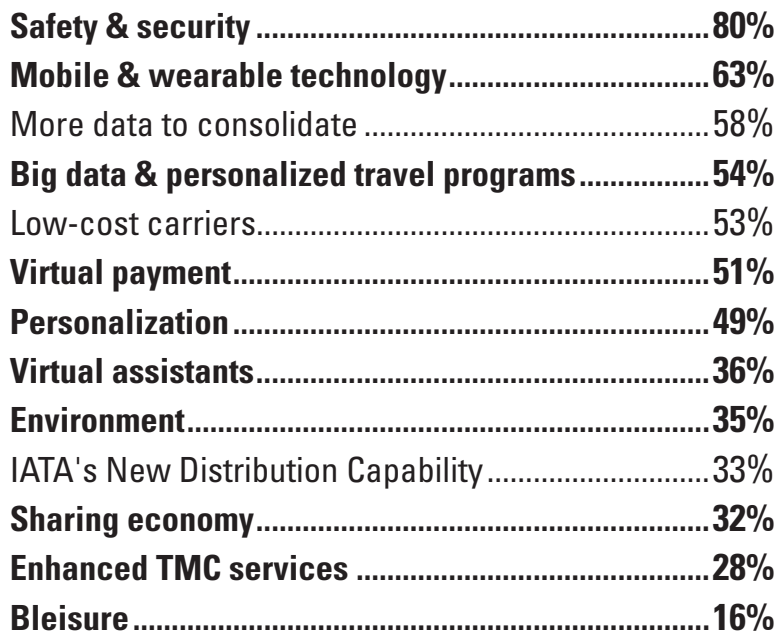 Safety & security ........................................................................ 80%
Mobile & wearable technology ......................................... 63%
More data to consolidate ....................................................... 58%
Big data & personalized travel programs .................... 54%
Low-cost carriers ........................................................................ 53%
Virtual payment ............................................................................ 51%
Personalization ............................................................................ 49%
Virtual assistants ........................................................................ 36%
Environment .................................................................................... 35%
IATA's New Distribution Capability ................................... 33%
Sharing economy ........................................................................ 32%
Enhanced TMC services ........................................................ 28%
Bleisure ............................................................................................ 16%